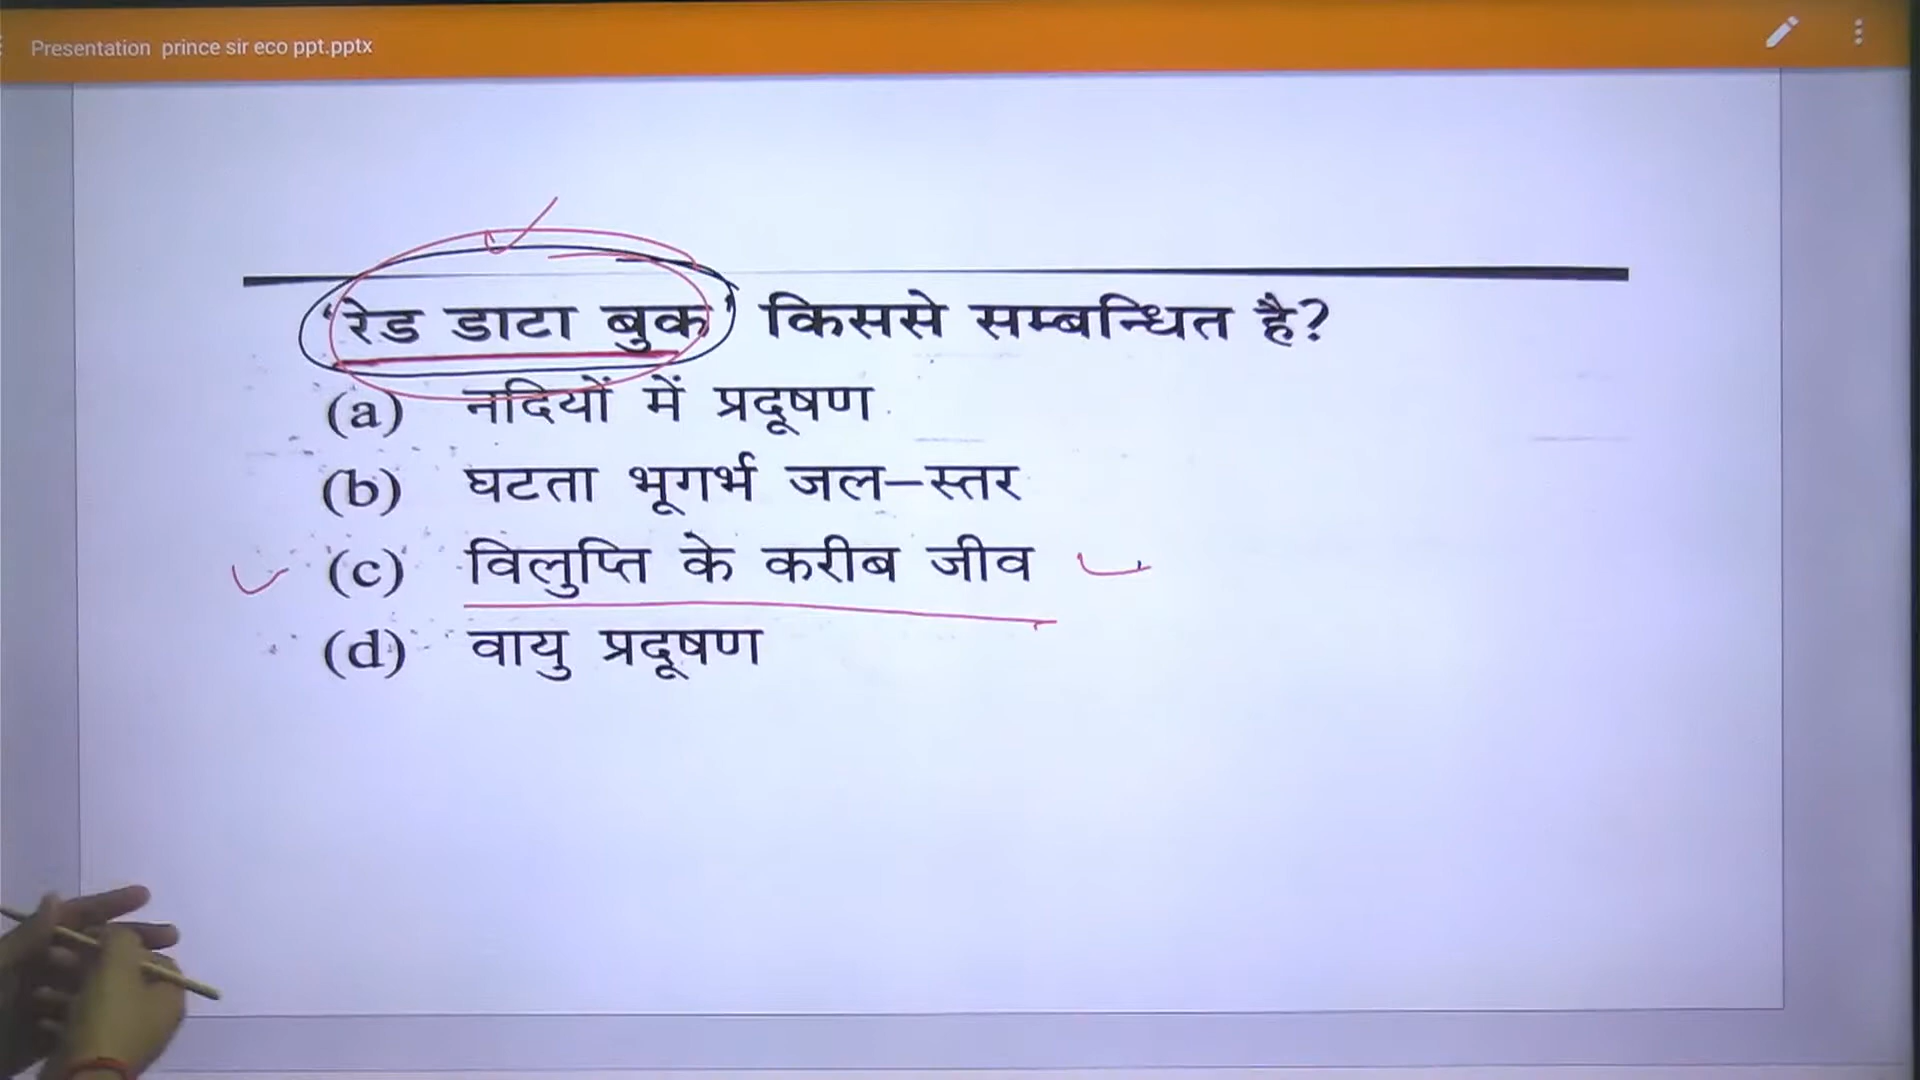 Presentation prince sir eco ppt.pptx
'रेड डाटा बुक' किससे सम्बन्धित है?
(a) नदियों में प्रदूषण
(b) घटता भूगर्भ जल–स्तर
(c) विलुप्ति के करीब जीव
(d) वायु प्रदूषण